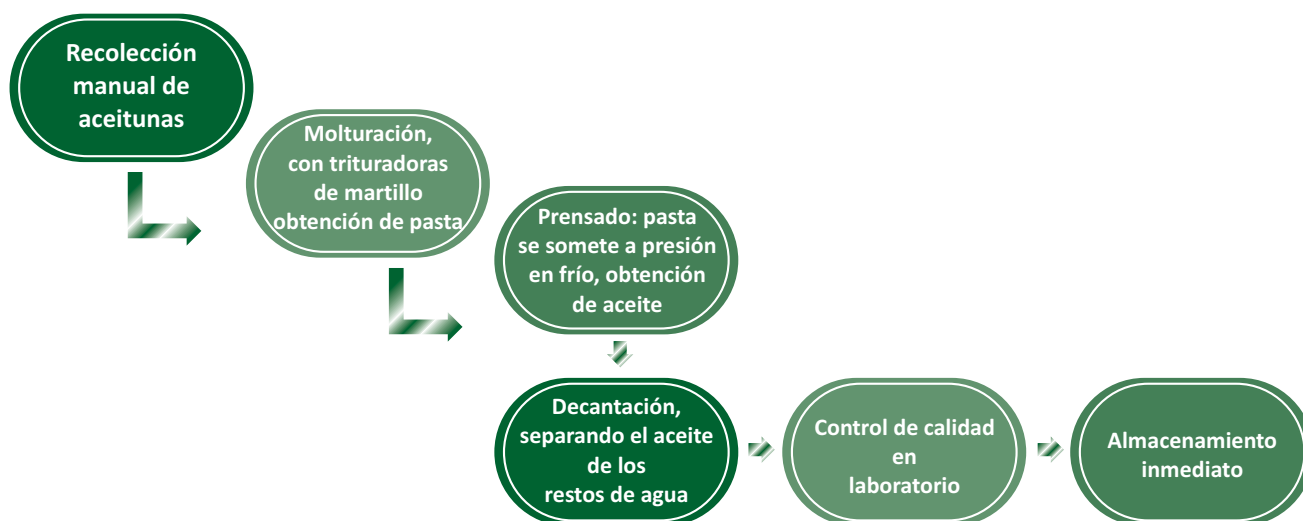 Recolección
manual de
aceitunas
Molturación,
con trituradoras
de martillo
obtención de pasta
Prensado: pasta
se somete a presión
en frío, obtención
de aceite
Decantación,
separando el aceite
de los
restos de agua
Control de calidad
en
laboratorio
Almacenamiento
inmediato